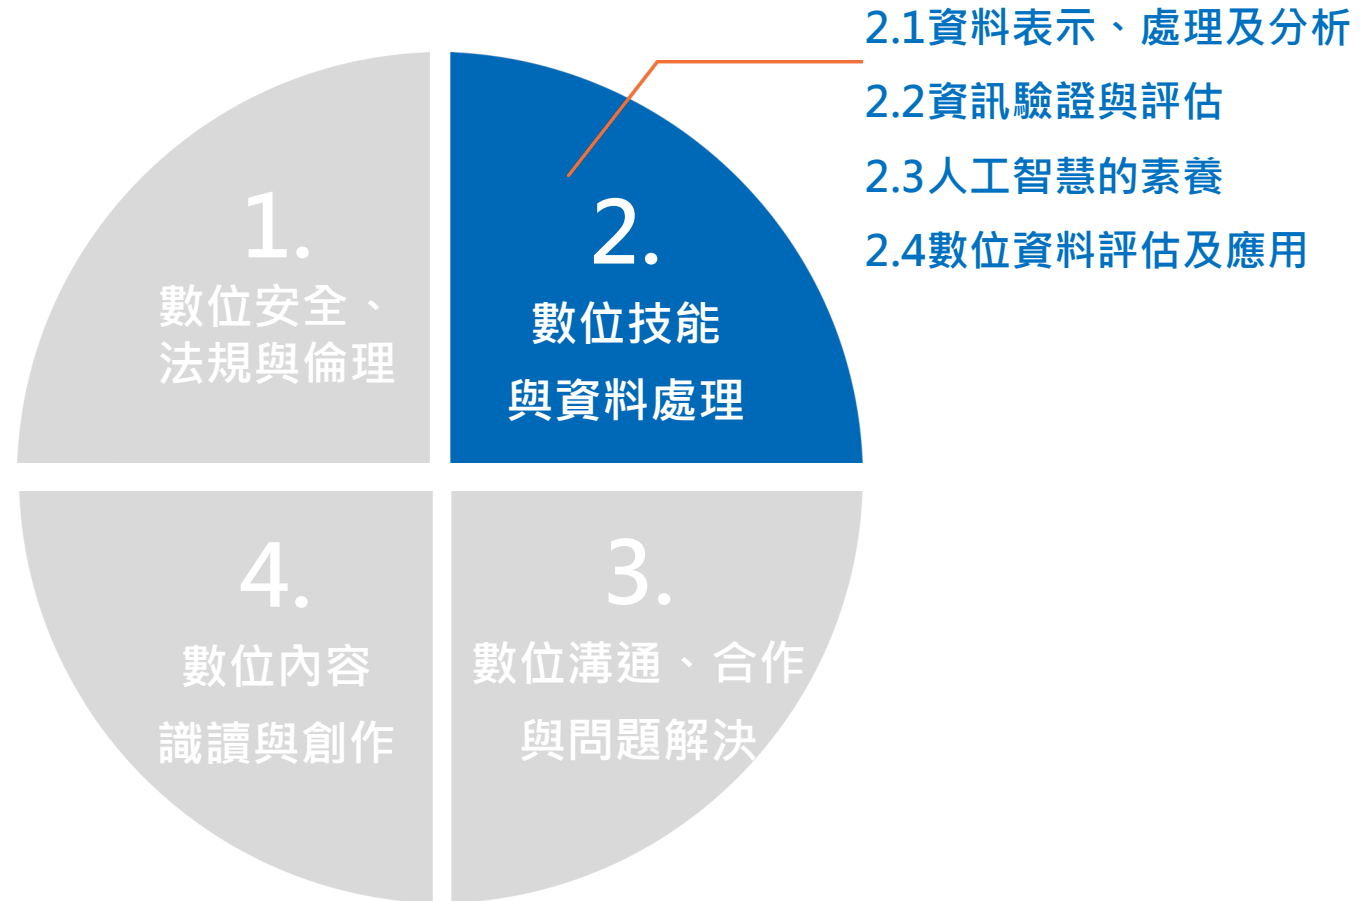 2.1資料表示、處理及分析
2.2資訊驗證與評估
2.3人工智慧的素養
2.4數位資料評估及應用
1.
數位安全、
法規與倫理
2.
數位技能
與資料處理
4.
數位內容
識讀與創作
3.
數位溝通、合作
與問題解決